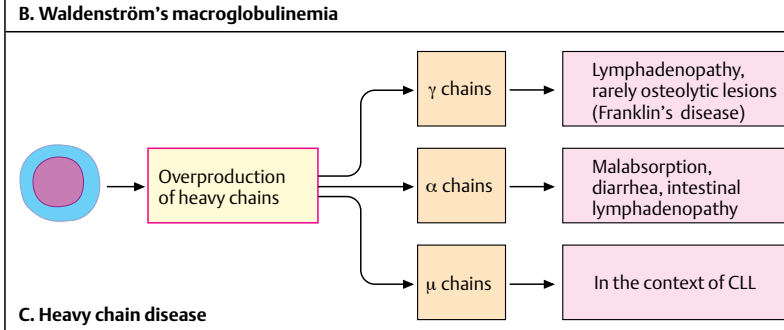 B. Waldenström's macroglobulinemia
γ chains
Lymphadenopathy,
rarely osteolytic lesions
(Franklin's disease)
Overproduction
of heavy chains
α chains
Malabsorption,
diarrhea, intestinal
lymphadenopathy
μ chains
In the context of CLL
C. Heavy chain disease